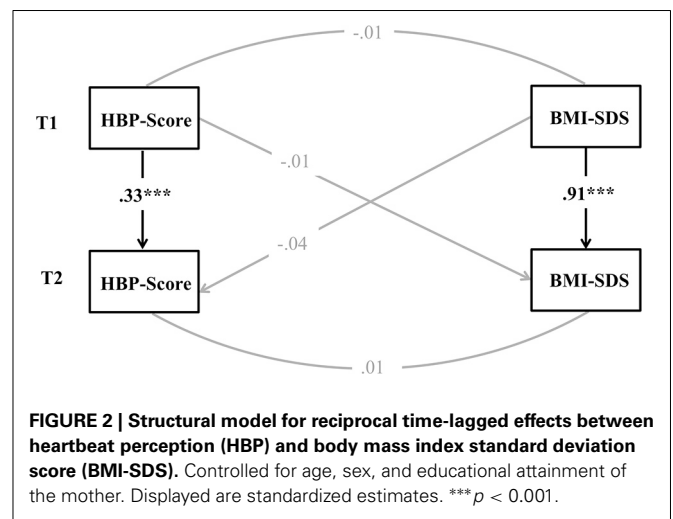 -.01
T1
HBP-Score
BMI-SDS
-.01
.33***
.91***
-.04
T2
HBP-Score
BMI-SDS
.01
FIGURE 2 | Structural model for reciprocal time-lagged effects between
heartbeat perception (HBP) and body mass index standard deviation
score (BMI-SDS). Controlled for age, sex, and educational attainment of
the mother. Displayed are standardized estimates. ***p < 0.001.